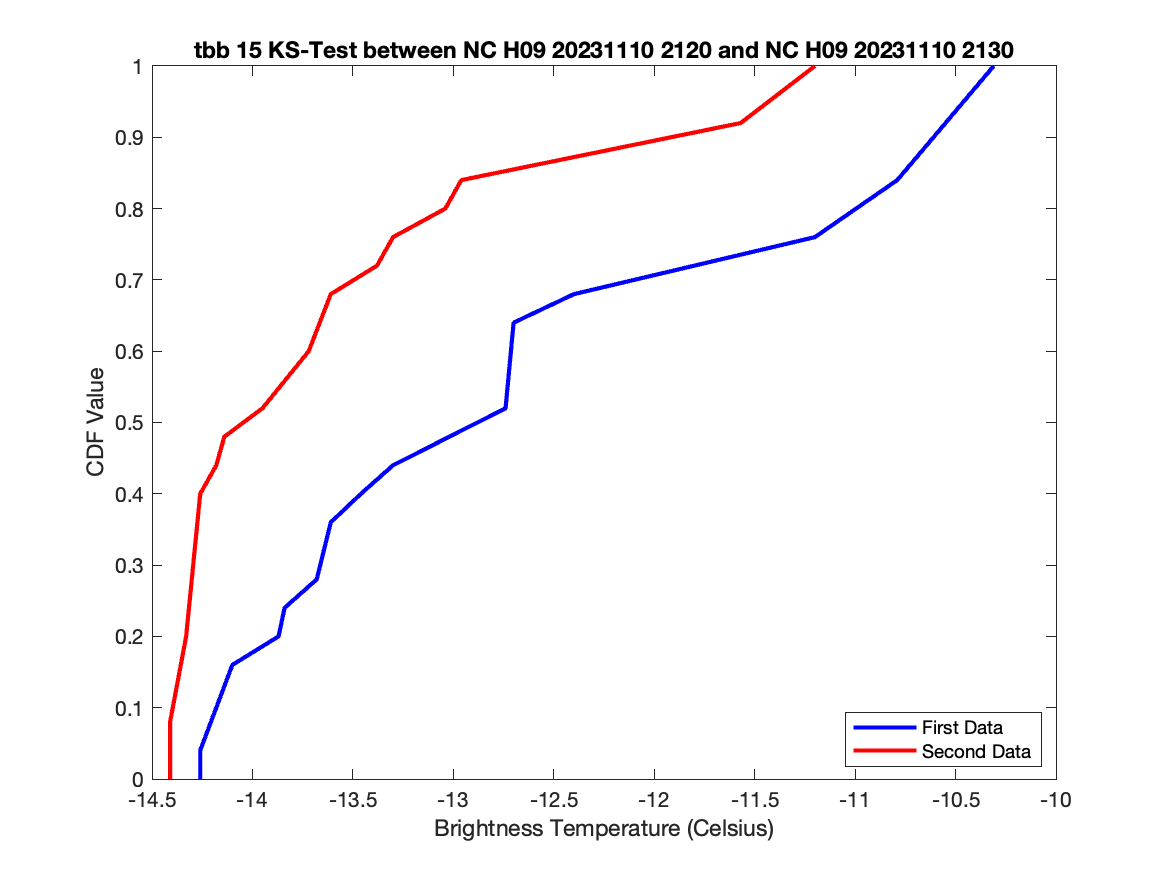 tbb 15 KS-Test between NC H09 20231110 2120 and NC H09 20231110 2130
1
0.9
0.8
0.7
0.6
0.5
0.4
0.3
0.2
0.1
0
CDF Value
First Data
Second Data
-14.5 -14 -13.5 -13 -12.5 -12 -11.5 -11 -10.5 -10
Brightness Temperature (Celsius)